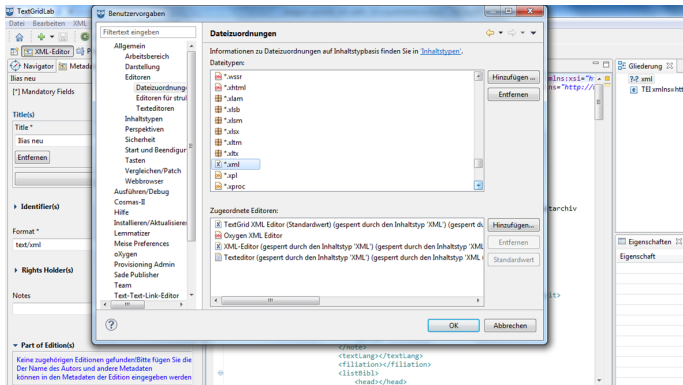 TextGridLab
Datei Bearbeiten XML
XML-Editor
Navigator Metada
Ilias neu
[*] Mandatory Fields
Title(s)
Title *
Ilias neu
Entfernen
Identifier(s)
Format *
text/xml
Rights Holder(s)
Notes
Part of Edition(s)
Keine zugehörigen Editionen gefunden!Bitte fügen Sie die
Der Name des Autors und andere Metadaten
können in den Metadaten der Edition eingegeben werden
Benutzervorgaben
Filtertext eingeben
Allgemein
Arbeitsbereich
Darstellung
Editoren
Dateizuordnung
Editoren für struk
Texteditoren
Inhaltstypen
Perspektiven
Sicherheit
Start und Beendigur
Tasten
Vergleichen/Patch
Webbrowser
Ausführen/Debug
Cosmas-II
Hilfe
Installieren/Aktualisieren
Lemmatizer
Meise Preferences
oXygen
Provisioning Admin
Sade Publisher
Team
Text-Text-Link-Editor
Dateizuordnungen
Informationen zu Dateizuordnungen auf Inhaltstypbasis finden Sie in 'Inhaltstypen'.
Dateitypen:
*.wssr
*.xhtml
*.xlam
*.xlsb
*.xlsm
*.xlsx
*.xltm
*.xltx
*.xml
*.xpl
*.xproc
Hinzufügen ...
Entfernen
Zugeordnete Editoren:
TextGrid XML Editor (Standardwert) (gesperrt durch den Inhaltstyp 'XML') (gesperrt du
Oxygen XML Editor
XML-Editor (gesperrt durch den Inhaltstyp 'XML') (gesperrt durch den Inhaltstyp 'XML
Texteditor (gesperrt durch den Inhaltstyp 'XML') (gesperrt durch den Inhaltstyp 'XML
Hinzufügen...
Entfernen
Standardwert
OK
Abbrechen
mlns:xsi="h
ns="http://
tarchiv
it>
</note>
<textLang></textLang>
<filiation></filiation>
<listBibl>
<head></head>
Gliederung
?-? xml
TEI xmlns=htt
Eigenschaften
Eigenschaft